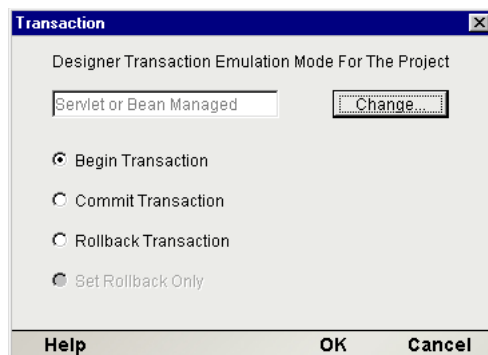 Transaction
Designer Transaction Emulation Mode For The Project
Servlet or Bean Managed
Change...
Begin Transaction
Commit Transaction
Rollback Transaction
Set Rollback Only
Help OK Cancel